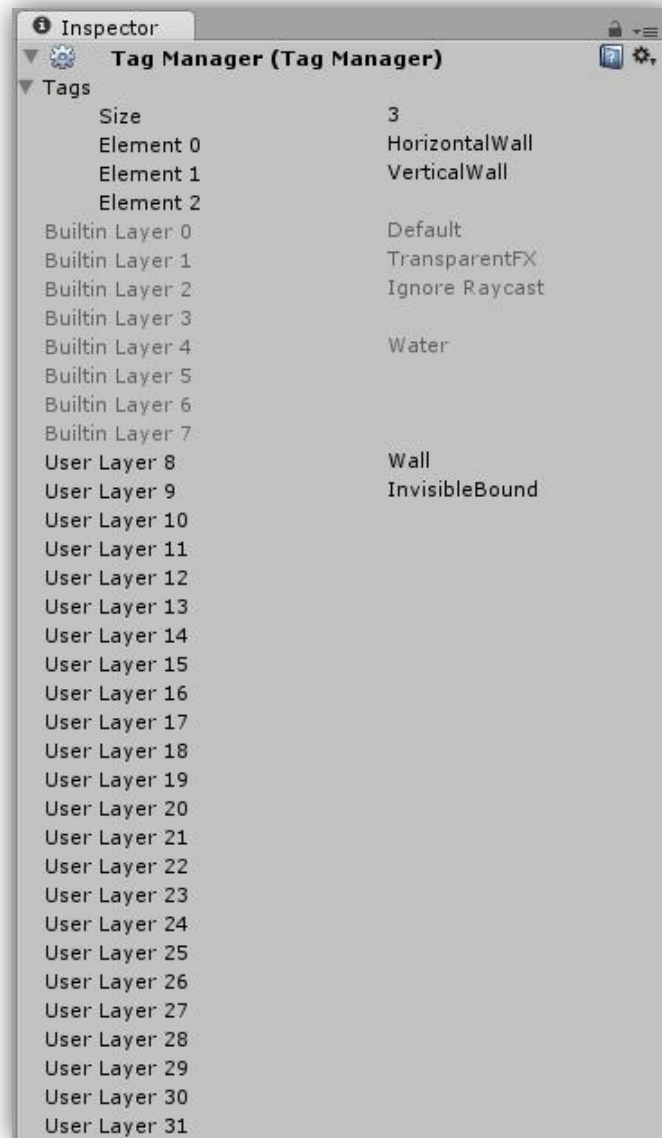 Inspector
Tag Manager (Tag Manager)
Tags
Size 3
Element 0 HorizontalWall
Element 1 VerticalWall
Element 2
Builtin Layer 0 Default
Builtin Layer 1 TransparentFX
Builtin Layer 2 Ignore Raycast
Builtin Layer 3
Builtin Layer 4 Water
Builtin Layer 5
Builtin Layer 6
Builtin Layer 7
User Layer 8 Wall
User Layer 9 InvisibleBound
User Layer 10
User Layer 11
User Layer 12
User Layer 13
User Layer 14
User Layer 15
User Layer 16
User Layer 17
User Layer 18
User Layer 19
User Layer 20
User Layer 21
User Layer 22
User Layer 23
User Layer 24
User Layer 25
User Layer 26
User Layer 27
User Layer 28
User Layer 29
User Layer 30
User Layer 31